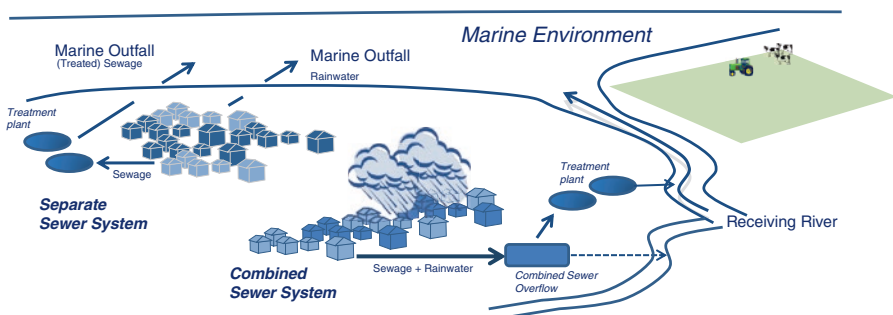 Marine Environment
Marine Outfall
(Treated) Sewage
Marine Outfall
Rainwater
Treatment
plant
Sewage
Separate
Sewer System
Treatment
plant
Receiving River
Sewage + Rainwater
Combined Sewer
Overflow
Combined
Sewer System